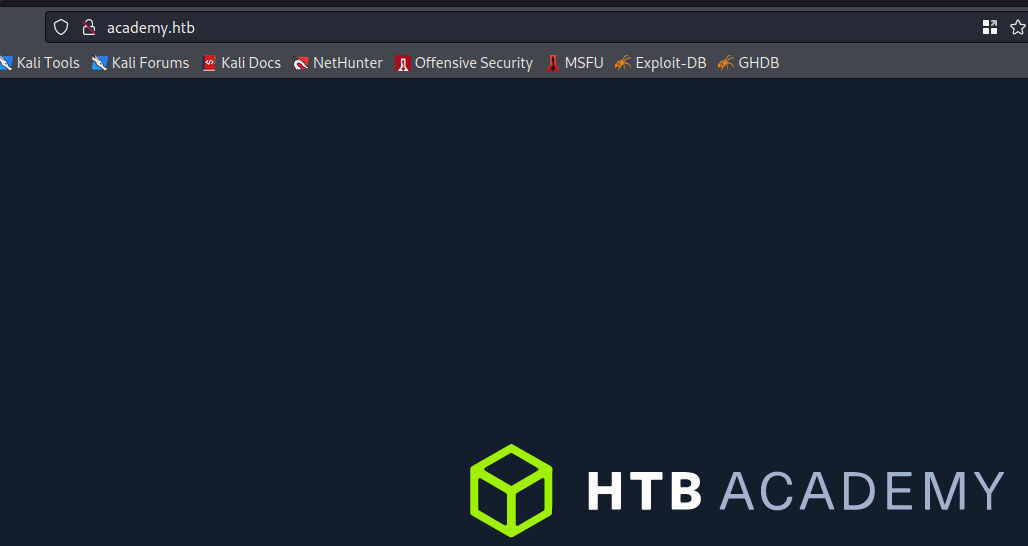 academy.htb
Kali Tools Kali Forums Kali Docs NetHunter Offensive Security MSFU Exploit-DB GHDB
HTB ACADEMY